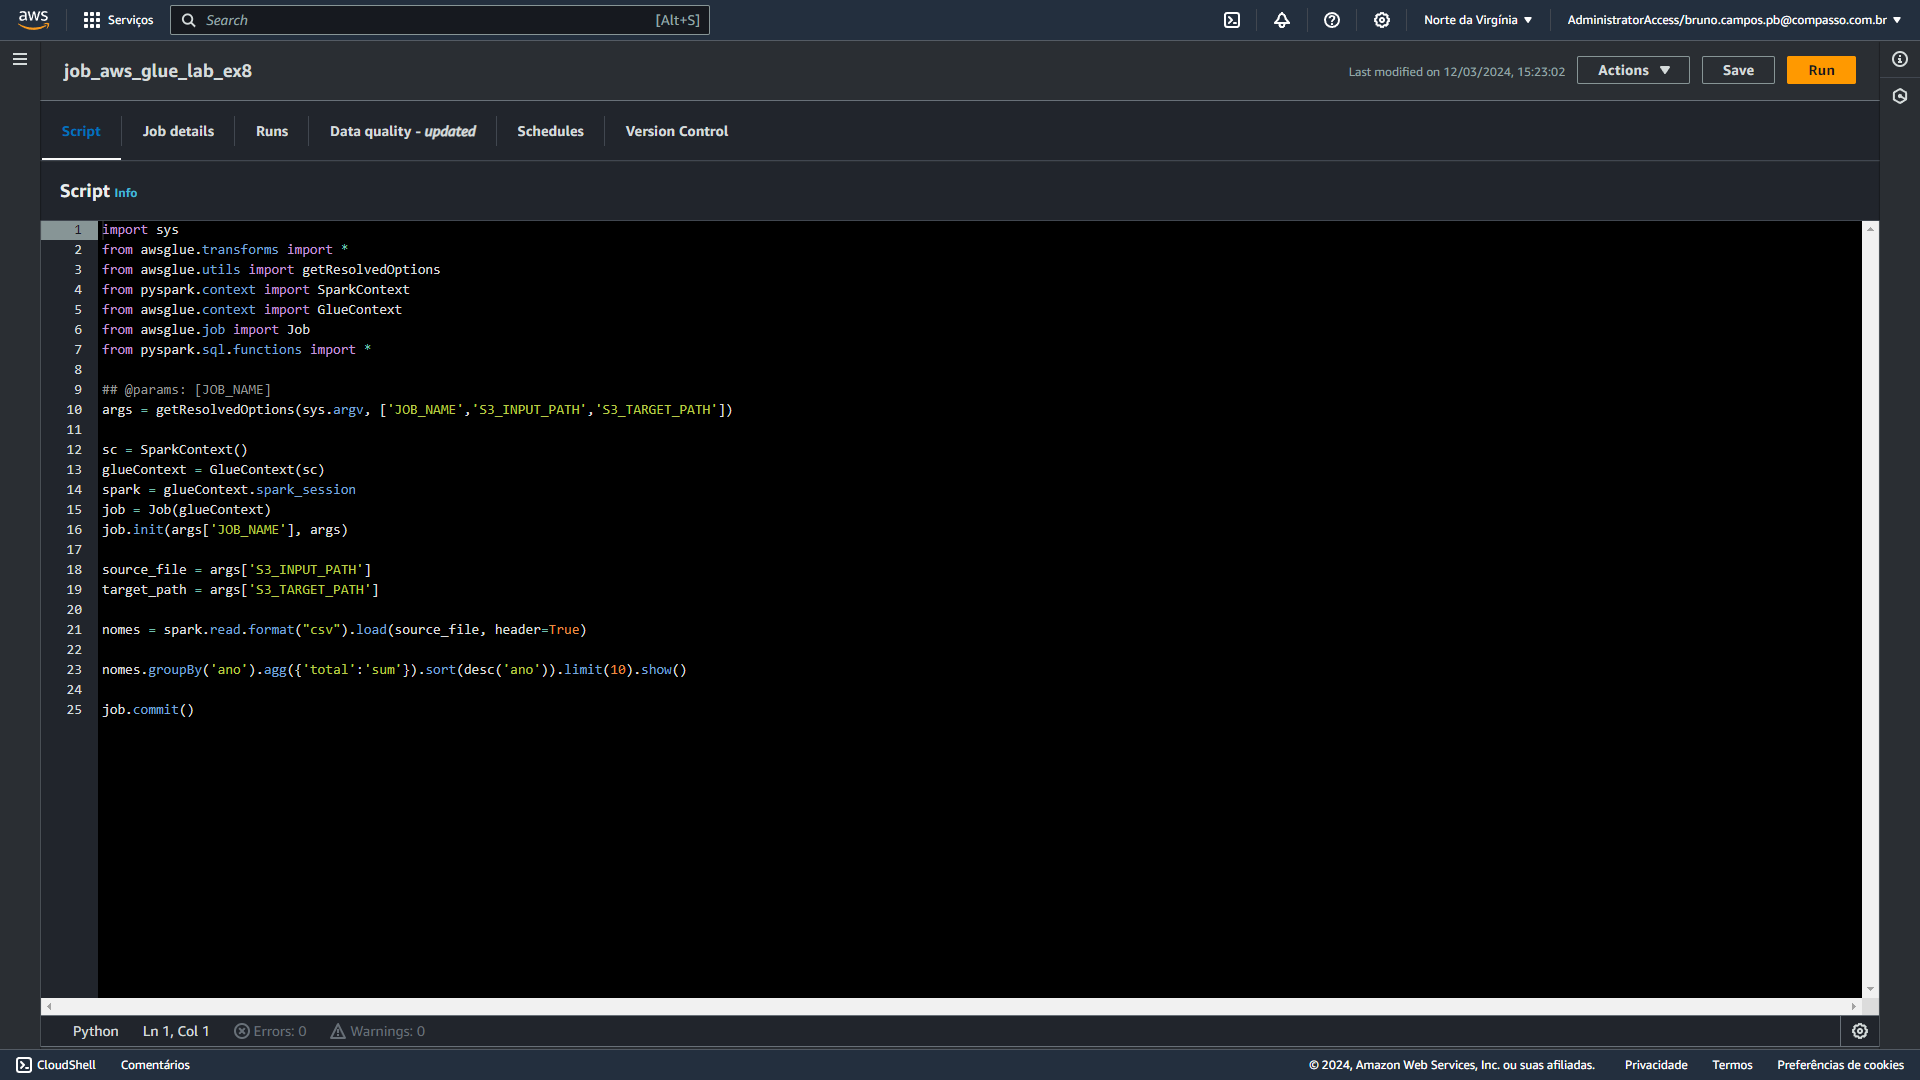 aws
Serviços
Search
[Alt+S]
Norte da Virgínia
AdministratorAccess/bruno.campos.pb@compasso.com.br
job_aws_glue_lab_ex8
Last modified on 12/03/2024, 15:23:02
Actions
Save
Run
Script
Job details
Runs
Data quality - updated
Schedules
Version Control
Script Info
1 import sys
2 from awsglue.transforms import *
3 from awsglue.utils import getResolvedOptions
4 from pyspark.context import SparkContext
5 from awsglue.context import GlueContext
6 from awsglue.job import Job
7 from pyspark.sql.functions import *
8
9 ## @params: [JOB_NAME]
10 args = getResolvedOptions(sys.argv, ['JOB_NAME','S3_INPUT_PATH','S3_TARGET_PATH'])
11
12 sc = SparkContext()
13 glueContext = GlueContext(sc)
14 spark = glueContext.spark_session
15 job = Job(glueContext)
16 job.init(args['JOB_NAME'], args)
17
18 source_file = args['S3_INPUT_PATH']
19 target_path = args['S3_TARGET_PATH']
20
21 nomes = spark.read.format("csv").load(source_file, header=True)
22
23 nomes.groupBy('ano').agg({'total':'sum'}).sort(desc('ano')).limit(10).show()
24
25 job.commit()
Python
Ln 1, Col 1
Errors: 0
Warnings: 0
CloudShell
Comentários
© 2024, Amazon Web Services, Inc. ou suas afiliadas.
Privacidade
Termos
Preferências de cookies